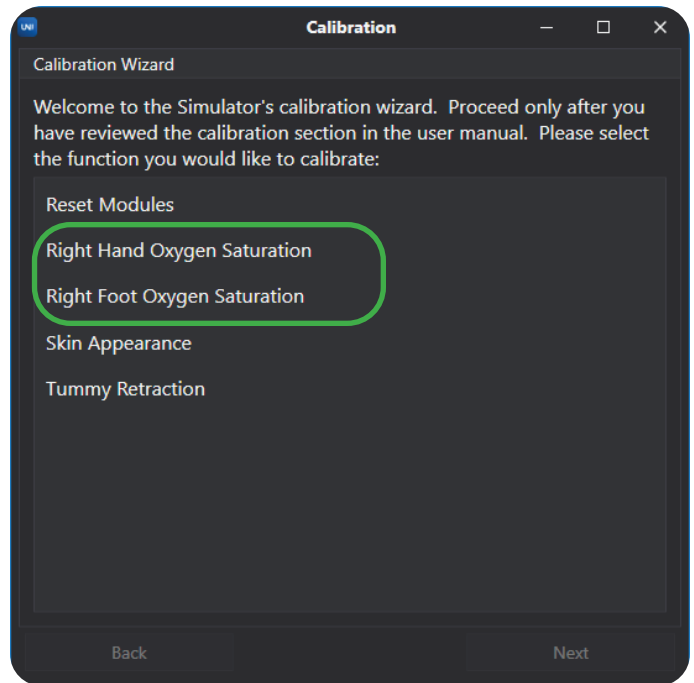 UNI
Calibration
Calibration Wizard
Welcome to the Simulator's calibration wizard.  Proceed only after you
have reviewed the calibration section in the user manual.  Please select
the function you would like to calibrate:
Reset Modules
Right Hand Oxygen Saturation
Right Foot Oxygen Saturation
Skin Appearance
Tummy Retraction
Back Next